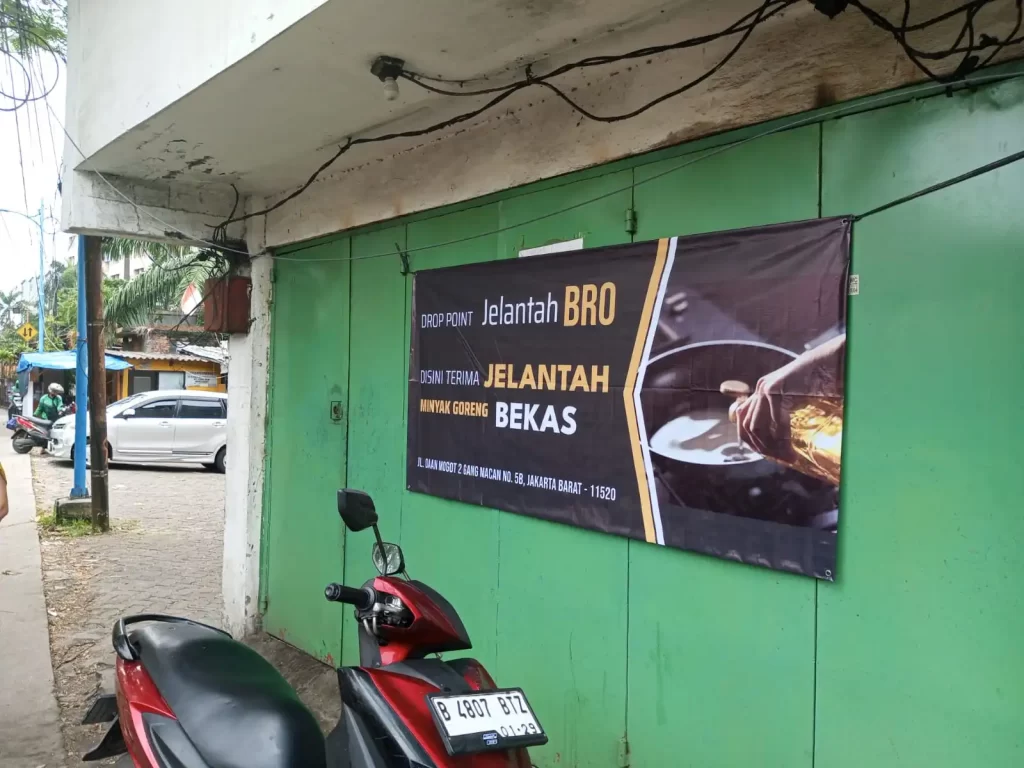 DROP POINT Jelantah BRO
DISINI TERIMA JELANTAH
MINYAK GORENG BEKAS
JL. DAAN MOGOT 2 GANG MACAN NO. 5B, JAKARTA BARAT - 11520
B 4807 BTZ
01·29